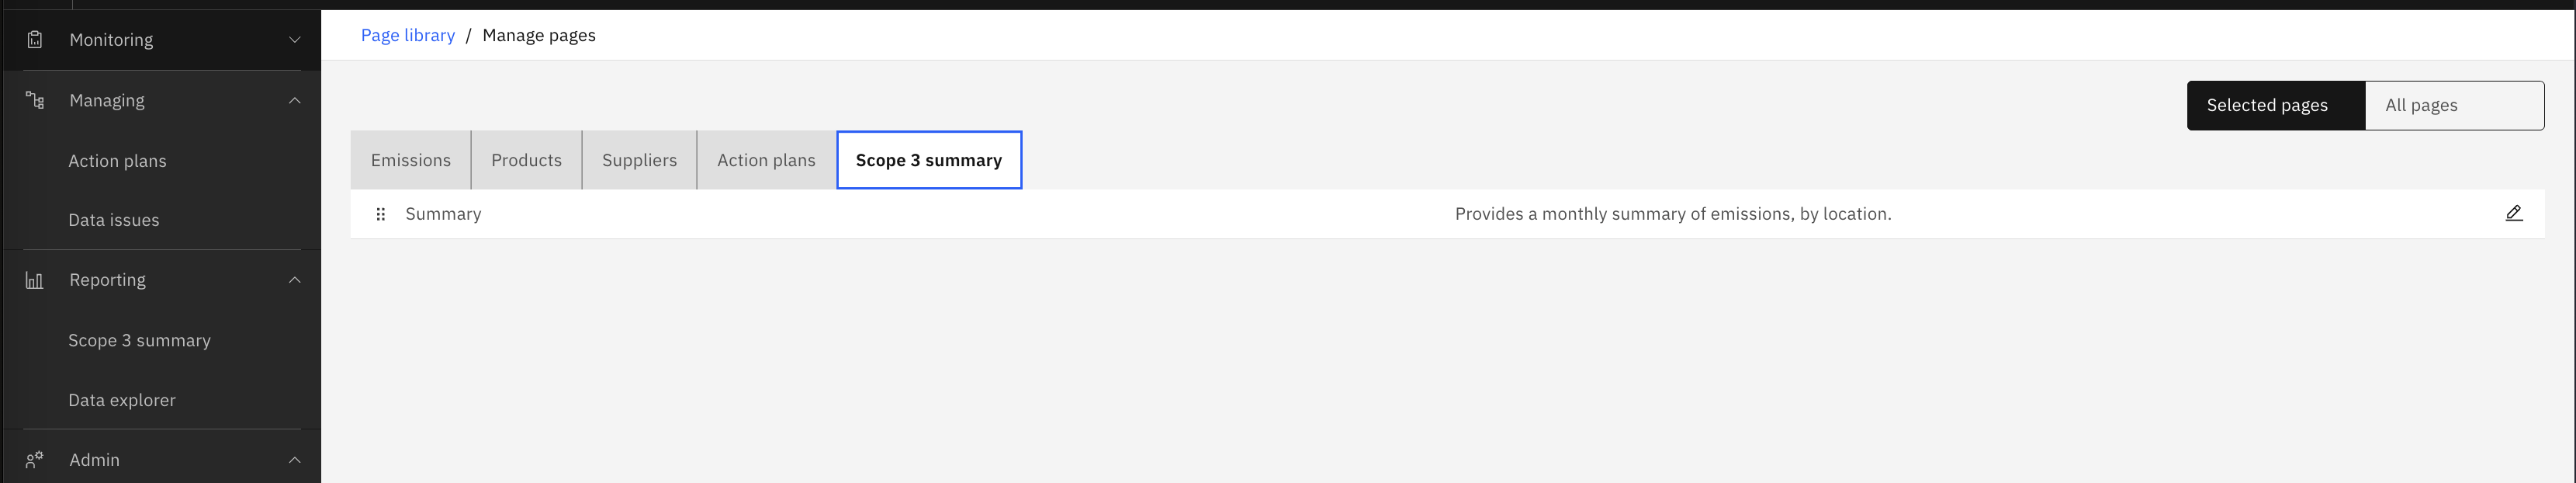 Monitoring
Managing
Action plans
Data issues
Reporting
Scope 3 summary
Data explorer
Admin
Page library / Manage pages
Selected pages All pages
Emissions Products Suppliers Action plans Scope 3 summary
Summary Provides a monthly summary of emissions, by location.